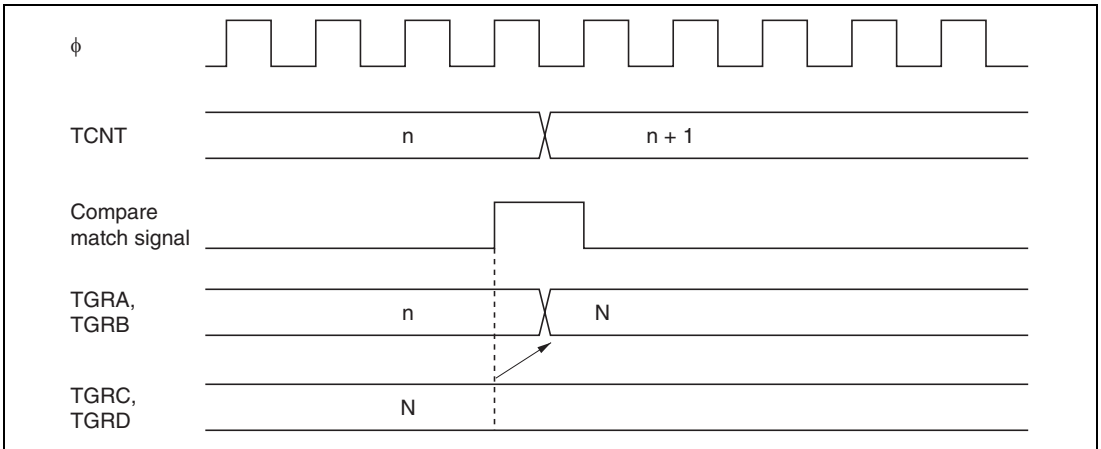 ϕ
TCNT
n
n + 1
Compare
match signal
TGRA,
TGRB
n
N
TGRC,
TGRD
N